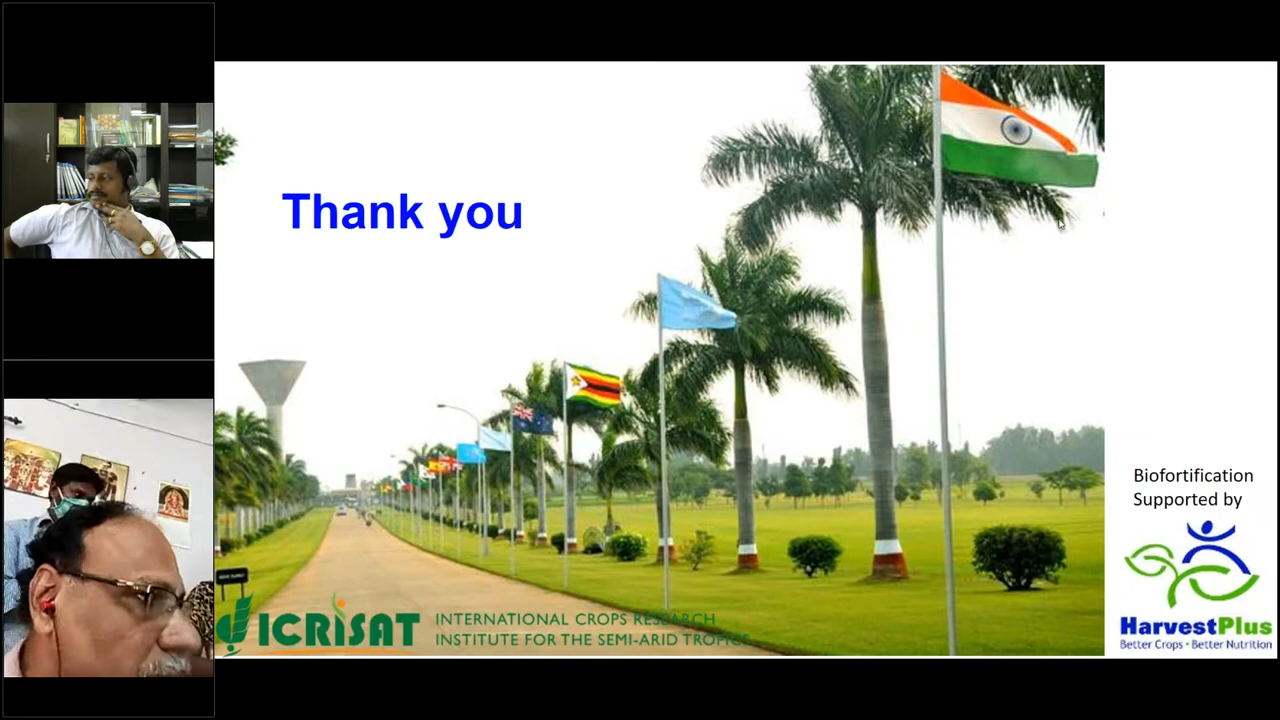 Thank you
Biofortification
Supported by
HarvestPlus
Better Crops • Better Nutrition
ICRISAT
INTERNATIONAL CROPS RESEARCH
INSTITUTE FOR THE SEMI-ARID TROPICS